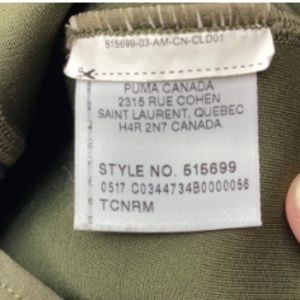 515699-03-AM-CN-CLD01
PUMA CANADA
2315 RUE COHEN
SAINT LAURENT, QUEBEC
H4R 2N7 CANADA
STYLE NO. 515699
0517 C0344734B0000056
TCNRM